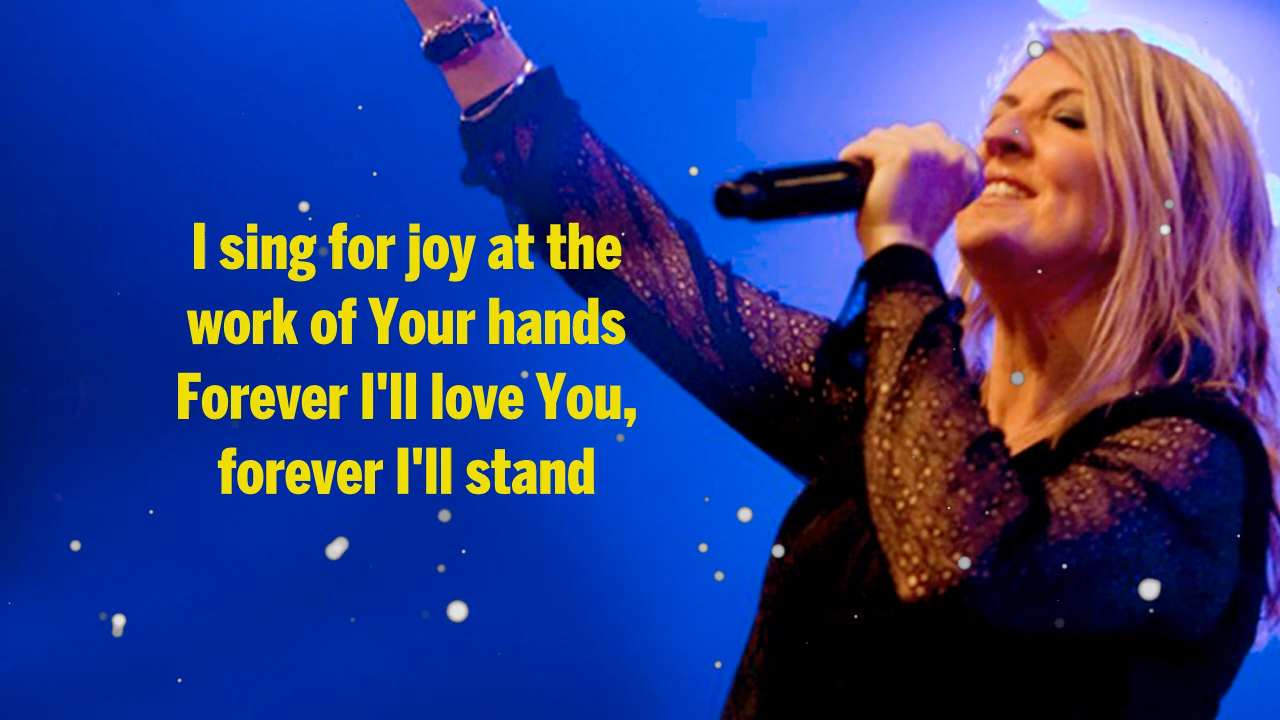 I sing for joy at the
work of Your hands
Forever I'll love You,
forever I'll stand